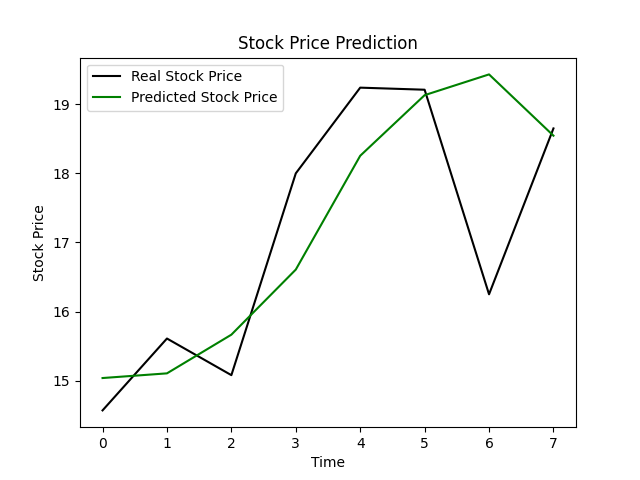 Stock Price Prediction
Real Stock Price
Predicted Stock Price
19
18
17
16
15
Stock Price
0 1 2 3 4 5 6 7
Time